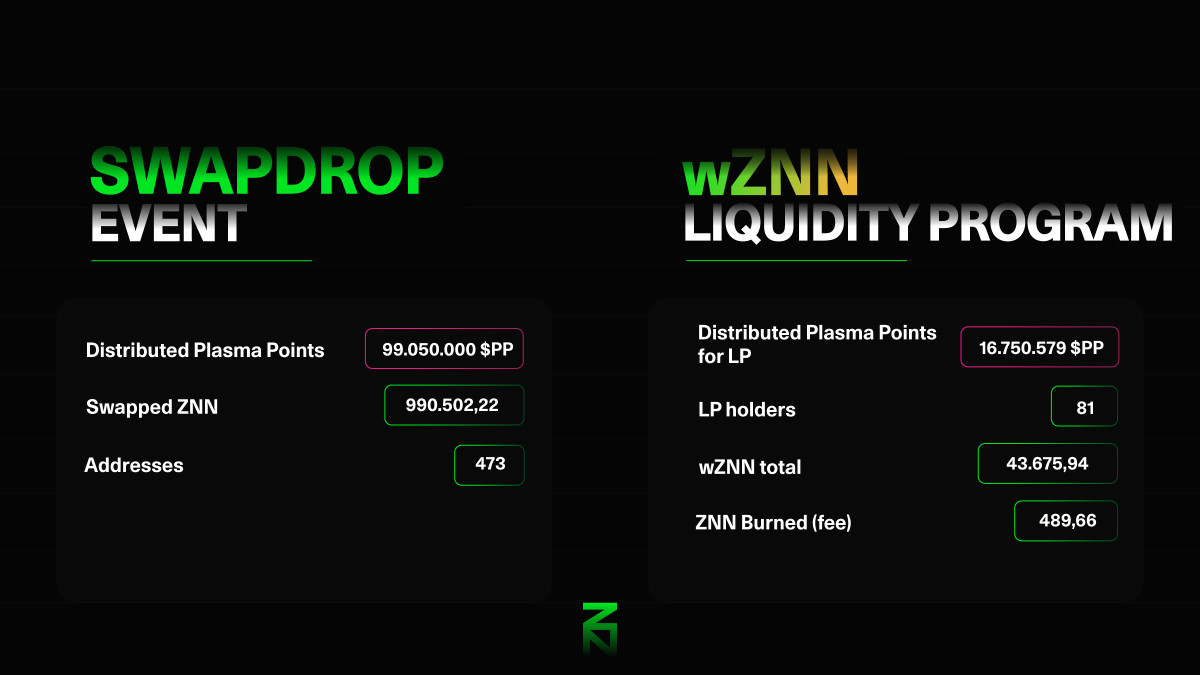 SWAPDROP
EVENT
Distributed Plasma Points
99.050.000 $PP
Swapped ZNN
990.502,22
Addresses
473
wZNN
LIQUIDITY PROGRAM
Distributed Plasma Points
for LP
16.750.579 $PP
LP holders
81
wZNN total
43.675,94
ZNN Burned (fee)
489,66